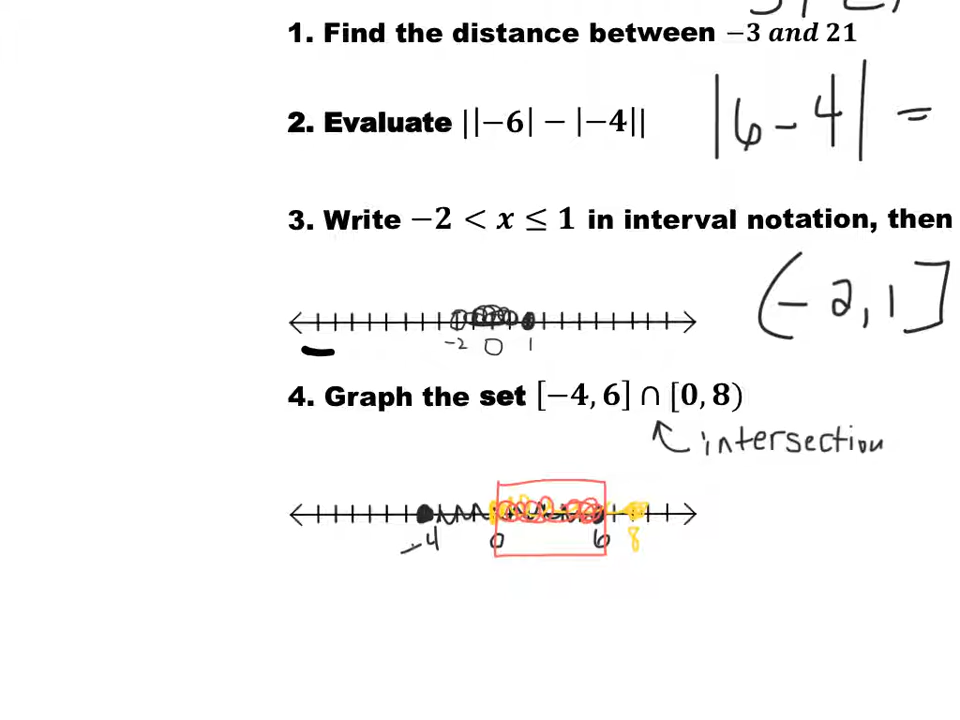 1. Find the distance between −3 and 21
2. Evaluate ||−6| − |−4||
|6 − 4| =
3. Write −2 < x ≤ 1 in interval notation, then
(−2, 1]
−2 0 1
4. Graph the set [−4, 6] ∩ [0, 8)
intersection
−4 0 6 8